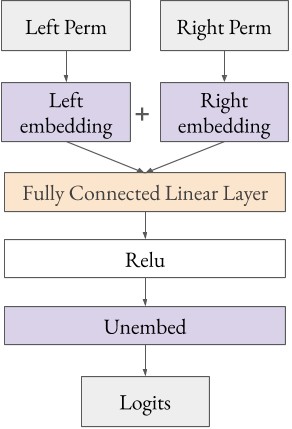 Left Perm
Right Perm
Left
embedding
+
Right
embedding
Fully Connected Linear Layer
Relu
Unembed
Logits